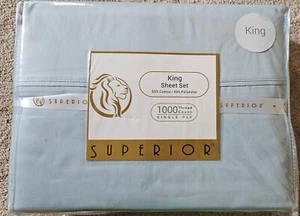 King
King
Sheet Set
55% Cotton / 45% Polyester
1000 Thread Count
SINGLE PLY
SUPERIOR
SUPERIOR
SUPERIOR